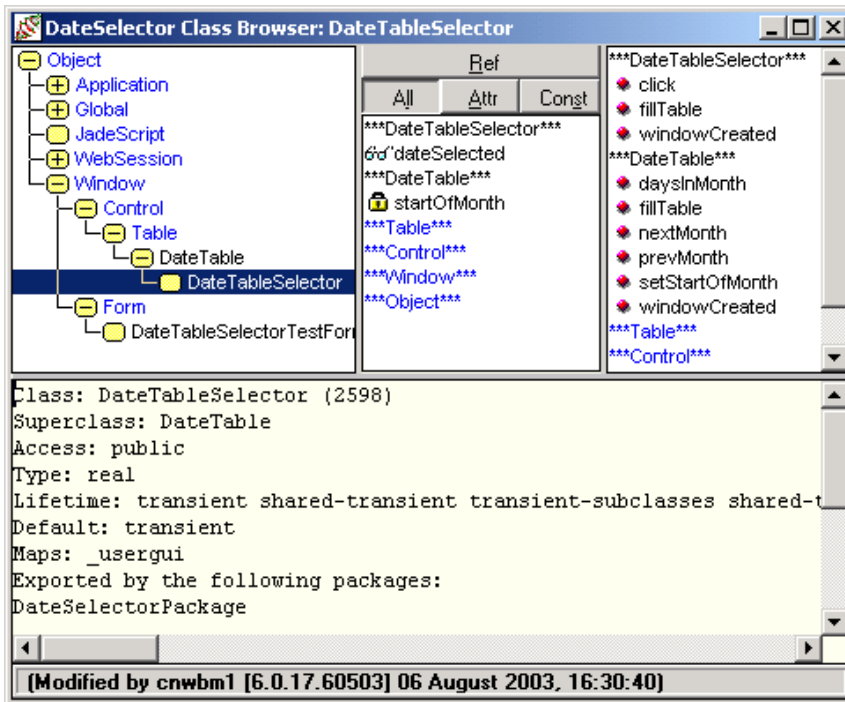 DateSelector Class Browser: DateTableSelector
Object
Application
Global
JadeScript
WebSession
Window
Control
Table
DateTable
DateTableSelector
Form
DateTableSelectorTestForm
Ref
All Attr Const
***DateTableSelector***
dateSelected
***DateTable***
startOfMonth
***Table***
***Control***
***Window***
***Object***
***DateTableSelector***
click
fillTable
windowCreated
***DateTable***
daysInMonth
fillTable
nextMonth
prevMonth
setStartOfMonth
windowCreated
***Table***
***Control***
Class: DateTableSelector (2598)
Superclass: DateTable
Access: public
Type: real
Lifetime: transient shared-transient transient-subclasses shared-t
Default: transient
Maps: _usergui
Exported by the following packages:
DateSelectorPackage
(Modified by cnwbm1 [6.0.17.60503] 06 August 2003, 16:30:40)